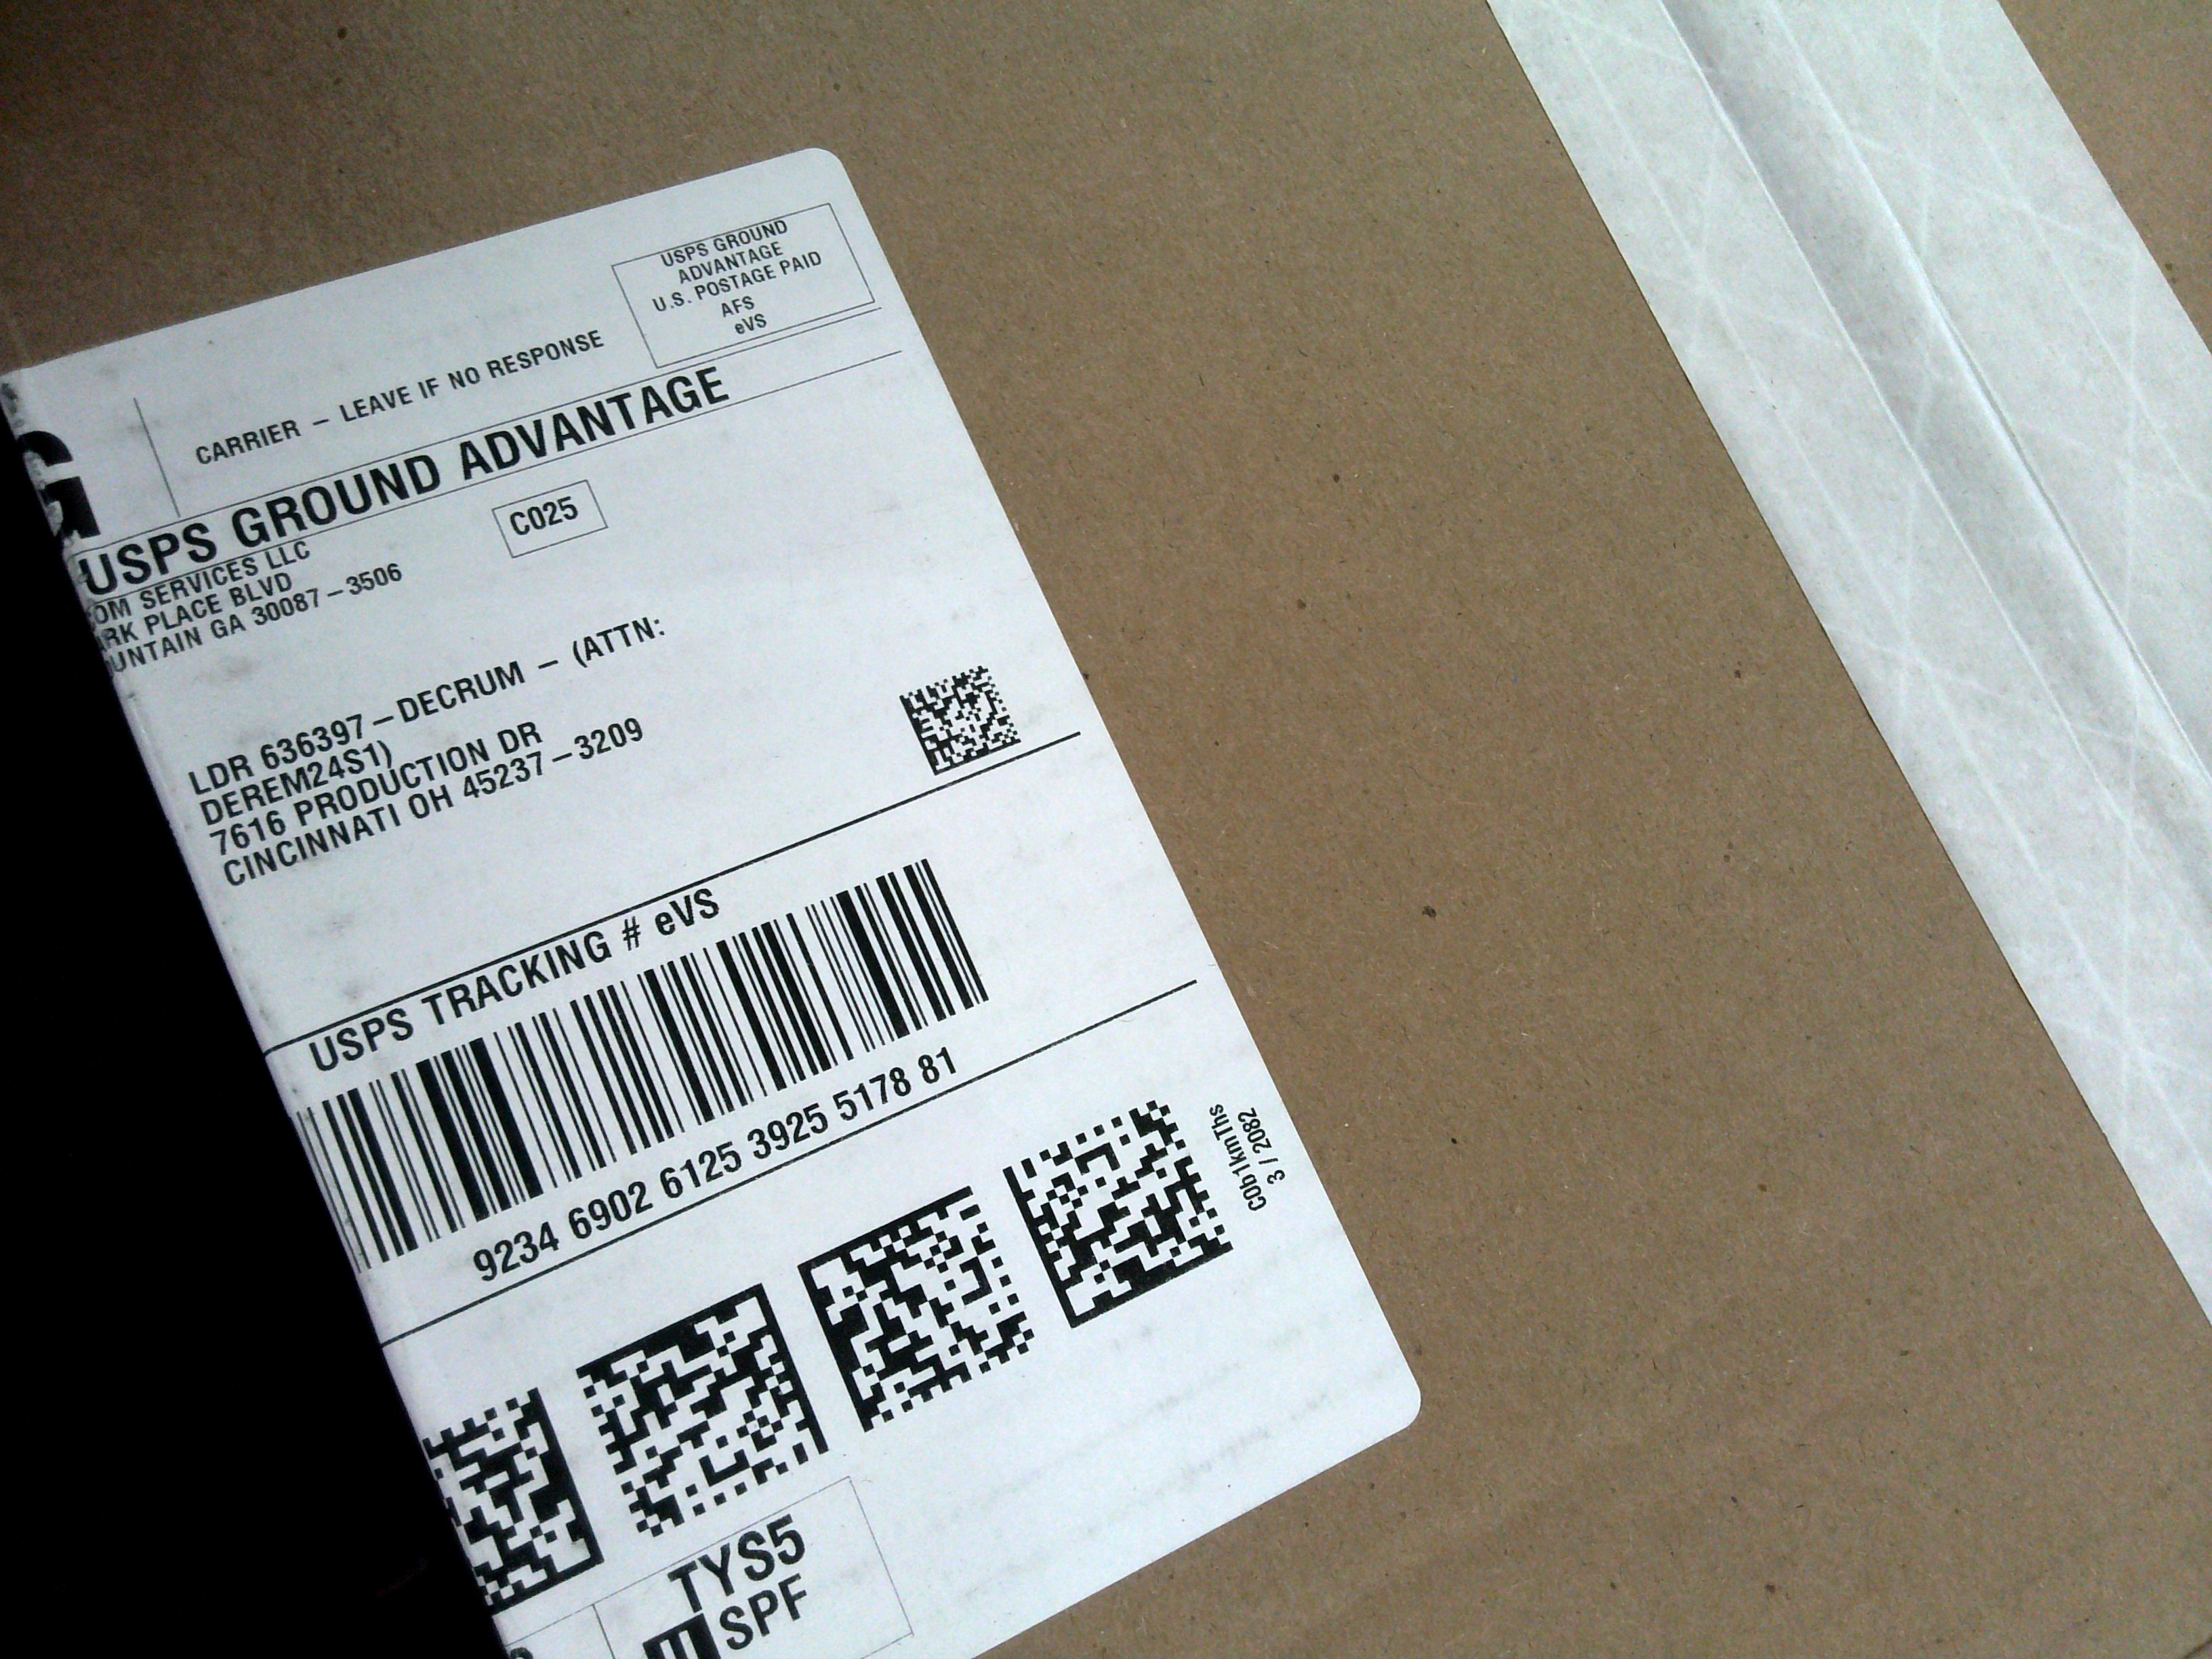 USPS GROUND
ADVANTAGE
U.S. POSTAGE PAID
AFS
eVS
CARRIER – LEAVE IF NO RESPONSE
G
USPS GROUND ADVANTAGE
OM SERVICES LLC
ARK PLACE BLVD
UNTAIN GA 30087–3506
C025
LDR 636397–DECRUM – (ATTN:
DEREM24S1)
7616 PRODUCTION DR
CINCINNATI OH 45237–3209
USPS TRACKING # eVS
9234 6902 6125 3925 5178 81
C0b1kmThs
3 / 2082
TYS5
SPF